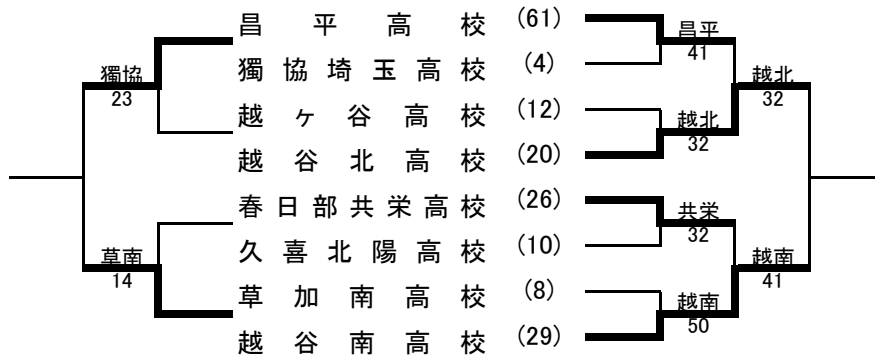 昌平高校 (61)
昌平
41
獨協埼玉高校 (4)
獨協
23
越北
32
越ヶ谷高校 (12)
越北
32
越谷北高校 (20)
春日部共栄高校 (26)
共栄
32
久喜北陽高校 (10)
草南
14
越南
41
草加南高校 (8)
越南
50
越谷南高校 (29)